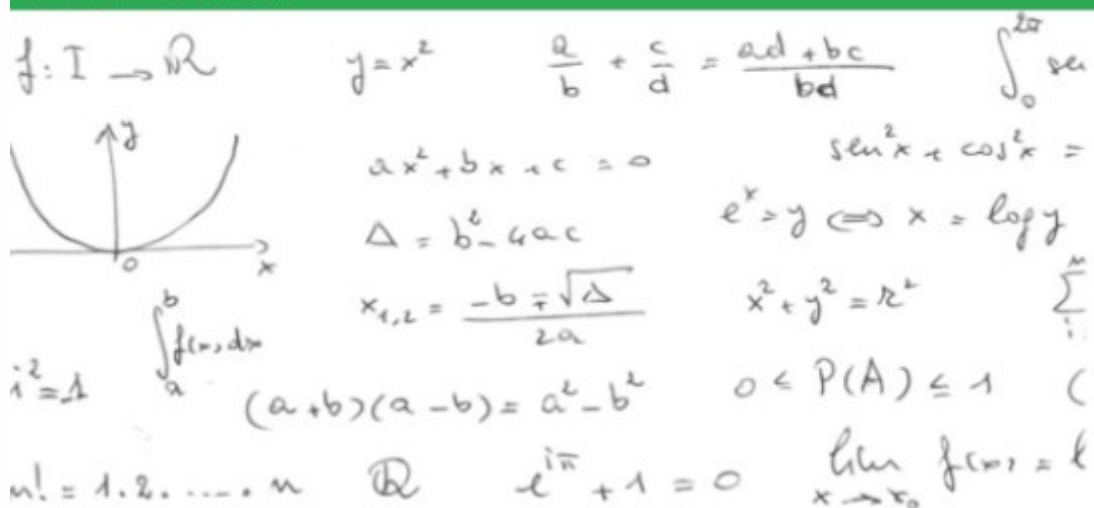 f: I → ℝ   y = x²   a/b + c/d = (ad + bc)/bd   ∫₀^2π sen
y
ax² + bx + c = 0   sen²x + cos²x =
Δ = b² - 4ac   eˣ = y ⟺ x = log y
0   x
x₁,₂ = (-b ∓ √Δ)/2a   x² + y² = r²   ∑
∫ₐᵇ f(x) dx
i² = -1   (a+b)(a-b) = a² - b²   0 ≤ P(A) ≤ 1   (
n! = 1·2·.....·n   ℚ   e^iπ + 1 = 0   lim x→x₀ f(x) = l